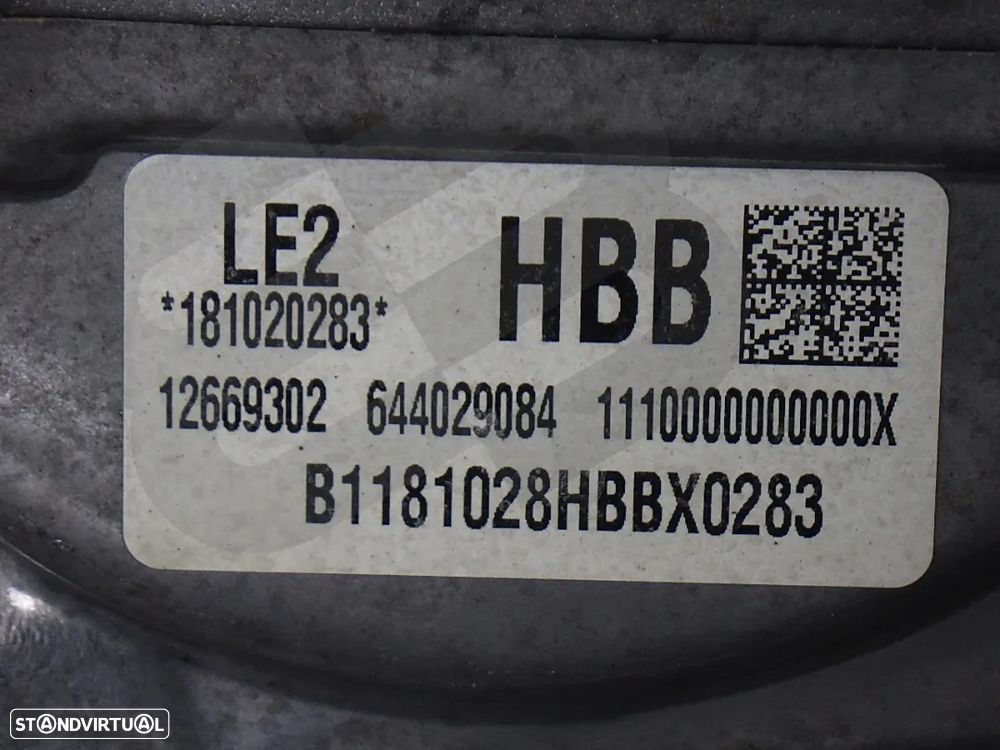 LE2
HBB
*181020283*
12669302 644029084 1110000000000X
B1181028HBBX0283
STANDVIRTUAL